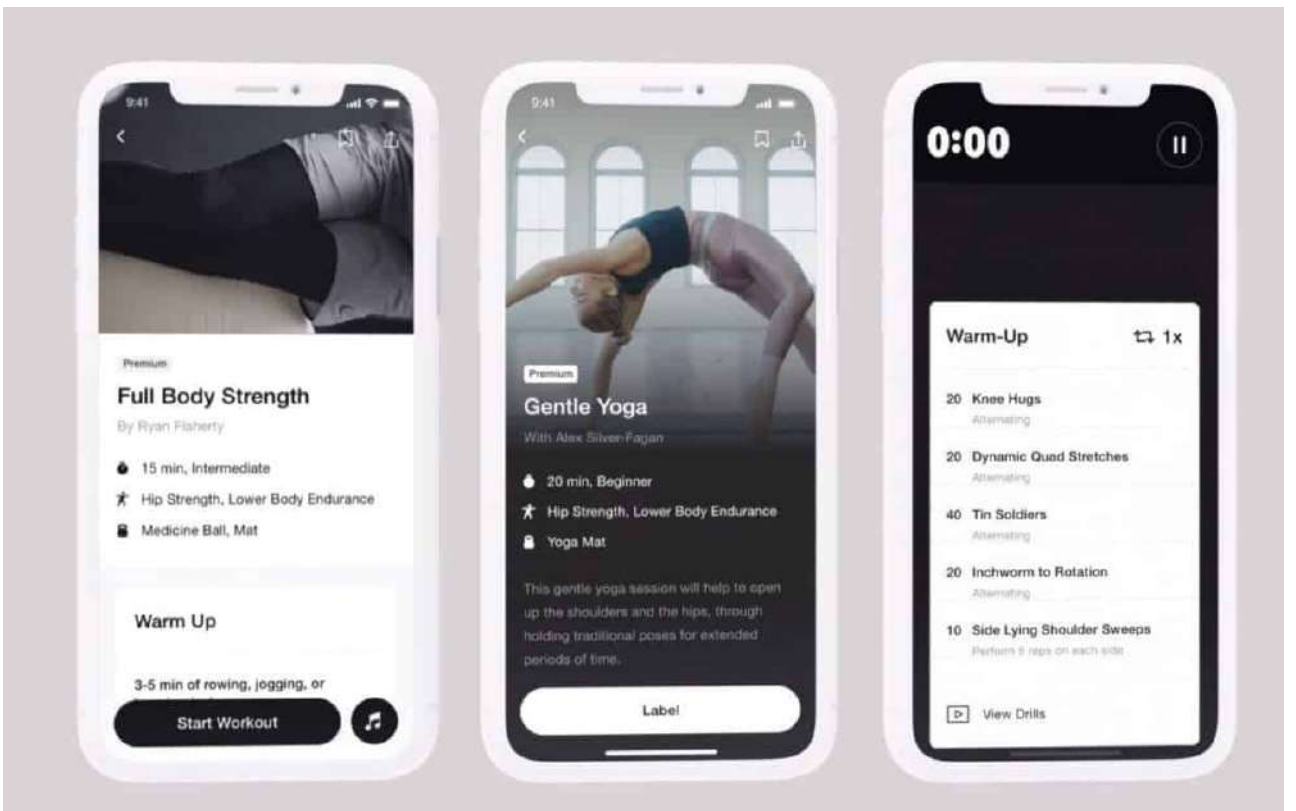 9:41
Premium
Full Body Strength
By Ryan Flaherty
15 min, Intermediate
Hip Strength, Lower Body Endurance
Medicine Ball, Mat
Warm Up
3-5 min of rowing, jogging, or
Start Workout
9:41
Premium
Gentle Yoga
With Alex Silver-Fagan
20 min, Beginner
Hip Strength, Lower Body Endurance
Yoga Mat
This gentle yoga session will help to open
up the shoulders and the hips, through
holding traditional poses for extended
periods of time.
Label
0:00
Warm-Up
1x
20 Knee Hugs
Alternating
20 Dynamic Quad Stretches
Alternating
40 Tin Soldiers
Alternating
20 Inchworm to Rotation
Alternating
10 Side Lying Shoulder Sweeps
Perform 5 reps on each side
View Drills